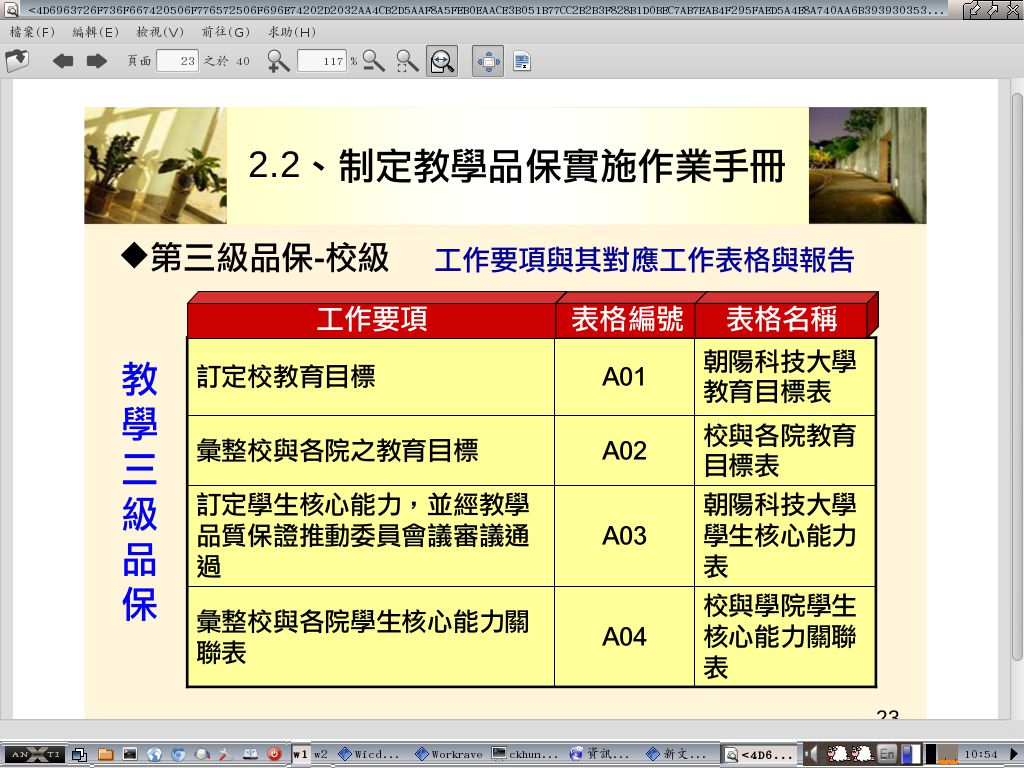 檔案(F) 編輯(E) 檢視(V) 前往(G) 求助(H)
頁面 23 之於 40 117 %
2.2、制定教學品保實施作業手冊
◆第三級品保-校級 工作要項與其對應工作表格與報告
教學三級品保
工作要項 表格編號 表格名稱
訂定校教育目標 A01 朝陽科技大學
教育目標表
彙整校與各院之教育目標 A02 校與各院教育
目標表
訂定學生核心能力，並經教學
品質保證推動委員會議審議通
過
A03
朝陽科技大學
學生核心能力
表
彙整校與各院學生核心能力關
聯表
A04
校與學院學生
核心能力關聯
表
23
ANXTI w1 w2 Wicd... Workrave ckhun... 資訊... 新文... <4D6... En 10:54